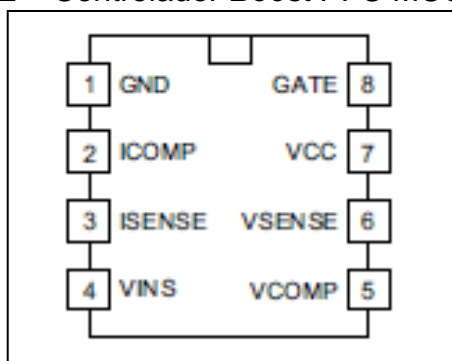 Controlador Boost PFC
1 GND GATE 8
2 ICOMP VCC 7
3 ISENSE VSENSE 6
4 VINS VCOMP 5